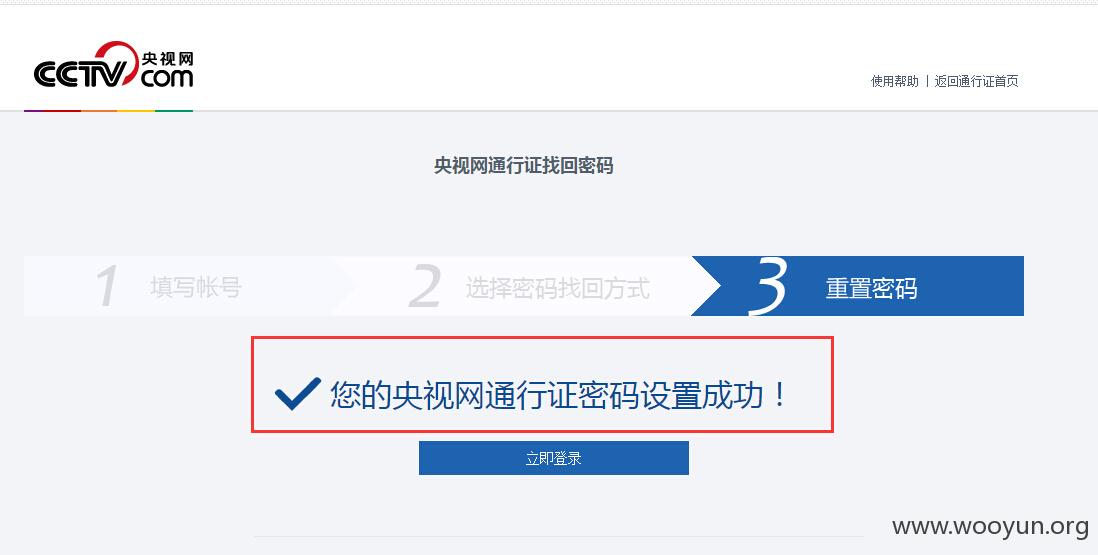 CCTV 央视网
com
使用帮助 | 返回通行证首页
央视网通行证找回密码
1 填写帐号 2 选择密码找回方式 3 重置密码
您的央视网通行证密码设置成功！
立即登录
www.wooyun.org